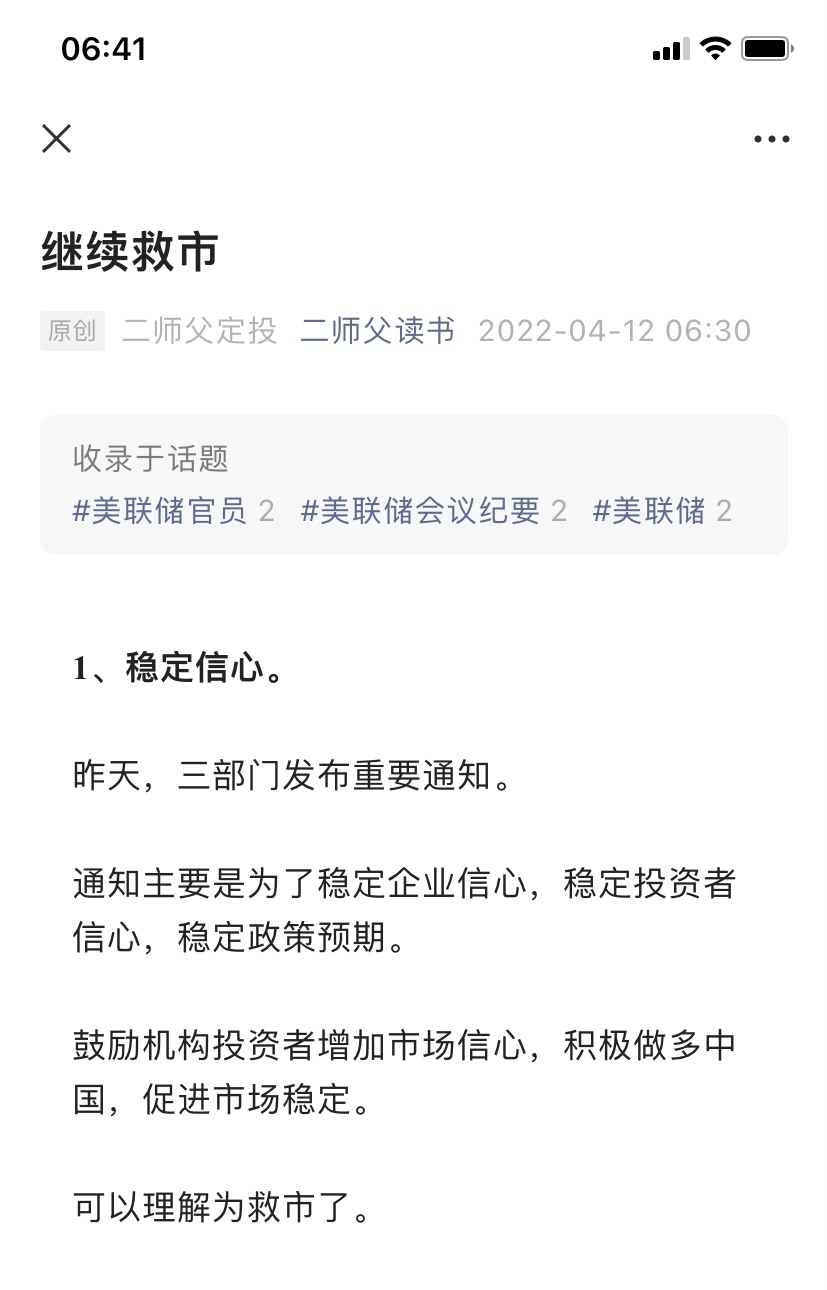 06:41
继续救市
原创 二师父定投 二师父读书 2022-04-12 06:30
收录于话题
#美联储官员 2 #美联储会议纪要 2 #美联储 2
1、稳定信心。
昨天，三部门发布重要通知。
通知主要是为了稳定企业信心，稳定投资者
信心，稳定政策预期。
鼓励机构投资者增加市场信心，积极做多中
国，促进市场稳定。
可以理解为救市了。